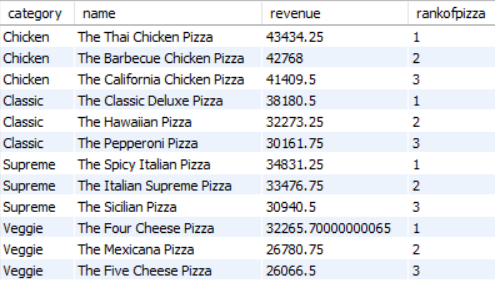 category name revenue rankofpizza
Chicken The Thai Chicken Pizza 43434.25 1
Chicken The Barbecue Chicken Pizza 42768 2
Chicken The California Chicken Pizza 41409.5 3
Classic The Classic Deluxe Pizza 38180.5 1
Classic The Hawaiian Pizza 32273.25 2
Classic The Pepperoni Pizza 30161.75 3
Supreme The Spicy Italian Pizza 34831.25 1
Supreme The Italian Supreme Pizza 33476.75 2
Supreme The Sicilian Pizza 30940.5 3
Veggie The Four Cheese Pizza 32265.70000000065 1
Veggie The Mexicana Pizza 26780.75 2
Veggie The Five Cheese Pizza 26066.5 3